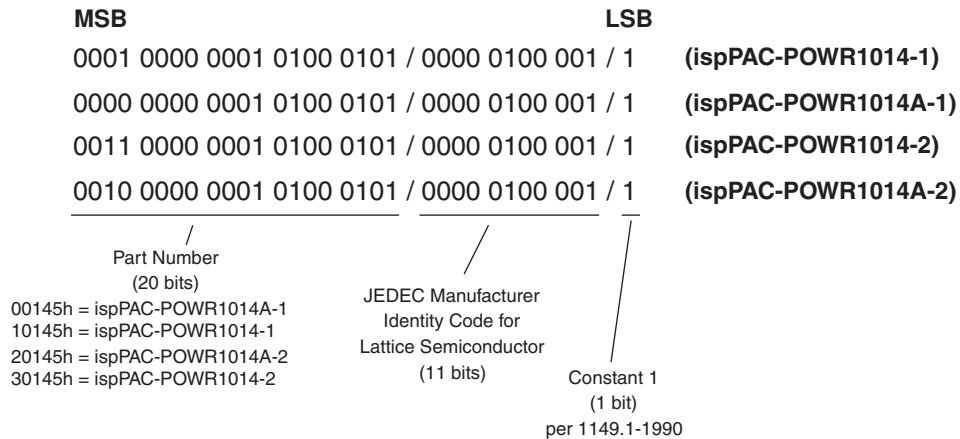 MSB LSB
0001 0000 0001 0100 0101 / 0000 0100 001 / 1 (ispPAC-POWR1014-1)
0000 0000 0001 0100 0101 / 0000 0100 001 / 1 (ispPAC-POWR1014A-1)
0011 0000 0001 0100 0101 / 0000 0100 001 / 1 (ispPAC-POWR1014-2)
0010 0000 0001 0100 0101 / 0000 0100 001 / 1 (ispPAC-POWR1014A-2)
Part Number
(20 bits)
00145h = ispPAC-POWR1014A-1
10145h = ispPAC-POWR1014-1
20145h = ispPAC-POWR1014A-2
30145h = ispPAC-POWR1014-2
JEDEC Manufacturer
Identity Code for
Lattice Semiconductor
(11 bits)
Constant 1
(1 bit)
per 1149.1-1990